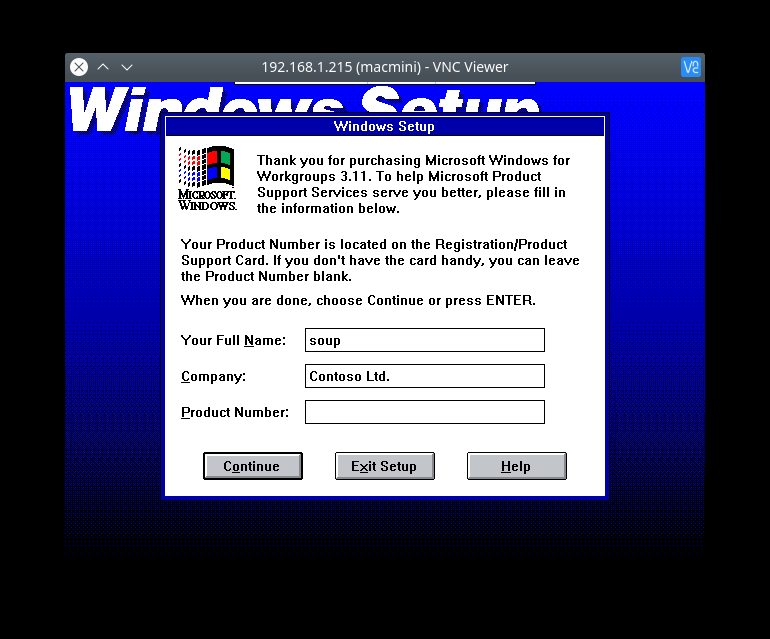 192.168.1.215 (macmini) - VNC Viewer
Windows Setup
Windows Setup
MICROSOFT.
WINDOWS.
Thank you for purchasing Microsoft Windows for
Workgroups 3.11. To help Microsoft Product
Support Services serve you better, please fill in
the information below.
Your Product Number is located on the Registration/Product
Support Card. If you don't have the card handy, you can leave
the Product Number blank.
When you are done, choose Continue or press ENTER.
Your Full Name: soup
Company: Contoso Ltd.
Product Number:
Continue Exit Setup Help